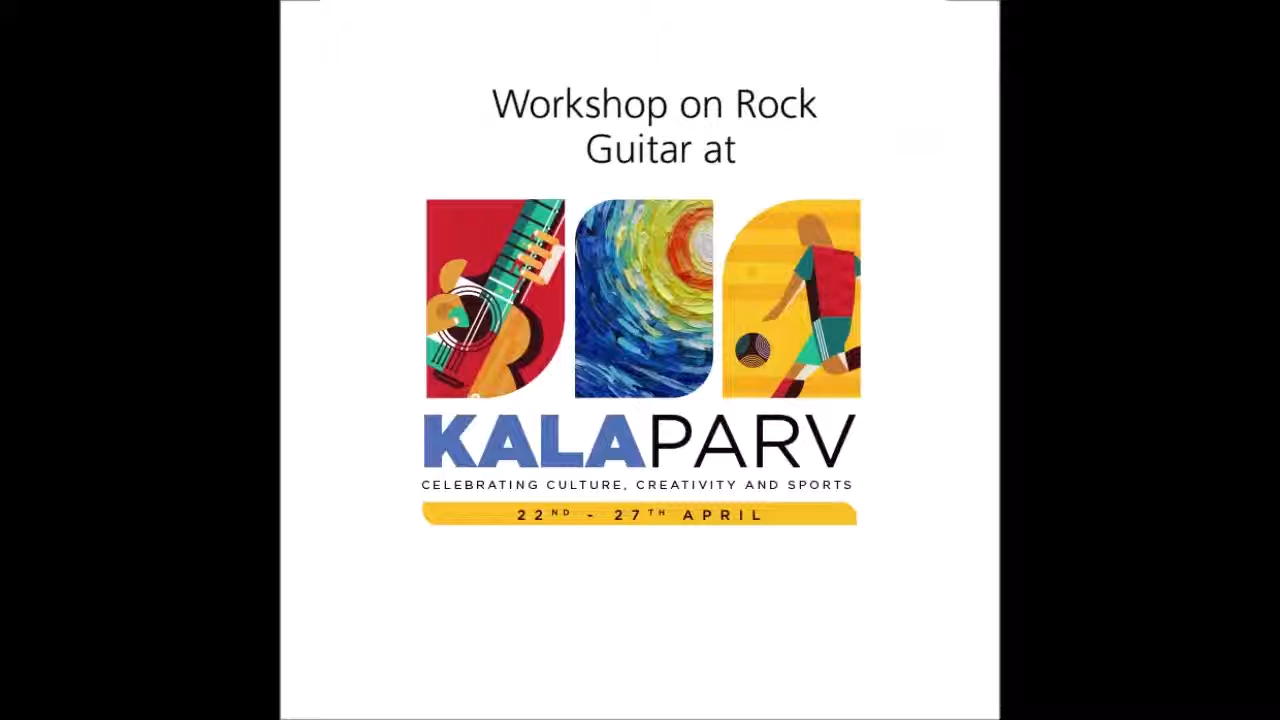 Workshop on Rock
Guitar at
KALAPARV
CELEBRATING CULTURE, CREATIVITY AND SPORTS
22ND - 27TH APRIL